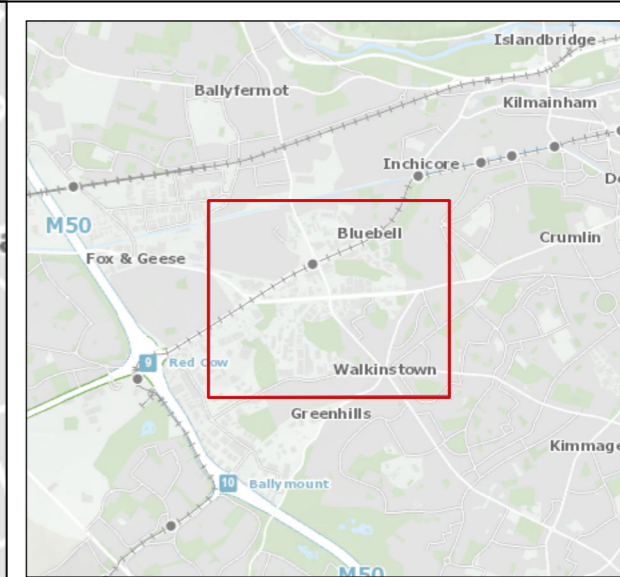 Islandbridge
Ballyfermot
Kilmainham
Inchicore
M50
Bluebell
Crumlin
Fox & Geese
9
Red Cow
Walkinstown
Greenhills
Kimmage
10
Ballymount
M50